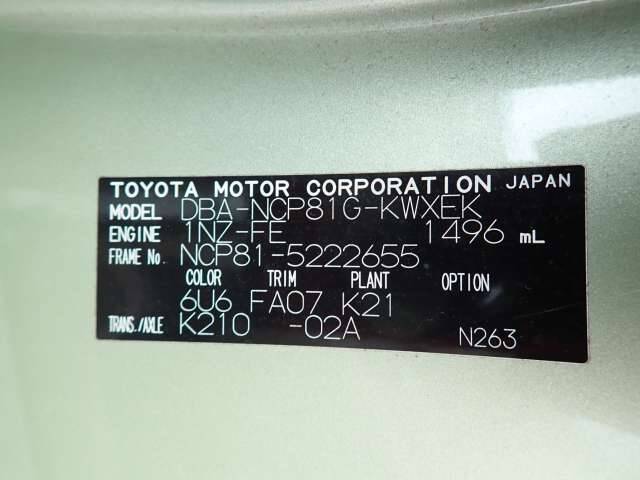 TOYOTA MOTOR CORPORATION JAPAN
MODEL DBA-NCP81G-KWXEK
ENGINE 1NZ-FE 1496 mL
FRAME No. NCP81-5222655
COLOR TRIM PLANT OPTION
6U6 FA07 K21
TRANS./AXLE K210 -02A N263